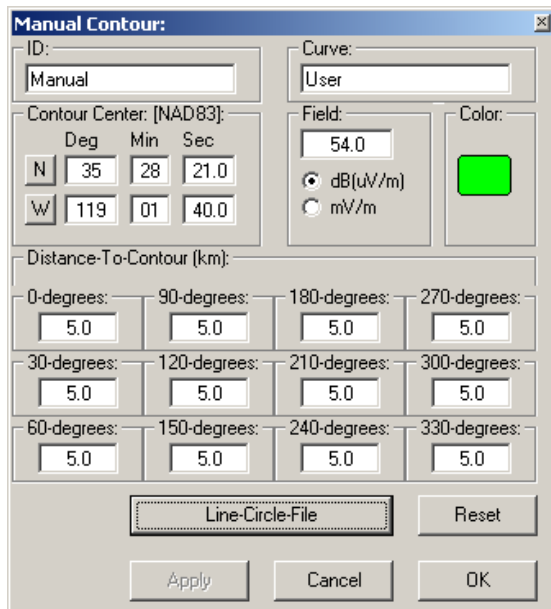 Manual Contour:
ID: Curve:
Manual User
Contour Center: [NAD83]: Field: Color:
Deg Min Sec 54.0
N 35 28 21.0 dB(uV/m)
W 119 01 40.0 mV/m
Distance-To-Contour (km):
0-degrees: 90-degrees: 180-degrees: 270-degrees:
5.0 5.0 5.0 5.0
30-degrees: 120-degrees: 210-degrees: 300-degrees:
5.0 5.0 5.0 5.0
60-degrees: 150-degrees: 240-degrees: 330-degrees:
5.0 5.0 5.0 5.0
Line-Circle-File Reset
Apply Cancel OK